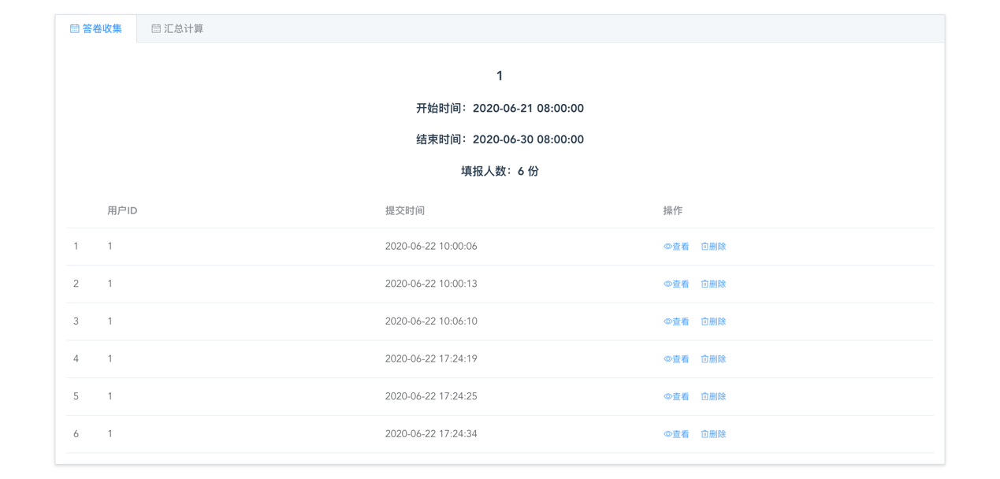 答卷收集 汇总计算
1
开始时间：2020-06-21 08:00:00
结束时间：2020-06-30 08:00:00
填报人数：6 份
用户ID 提交时间 操作
1 1 2020-06-22 10:00:06 查看 删除
2 1 2020-06-22 10:00:13 查看 删除
3 1 2020-06-22 10:06:10 查看 删除
4 1 2020-06-22 17:24:19 查看 删除
5 1 2020-06-22 17:24:25 查看 删除
6 1 2020-06-22 17:24:34 查看 删除